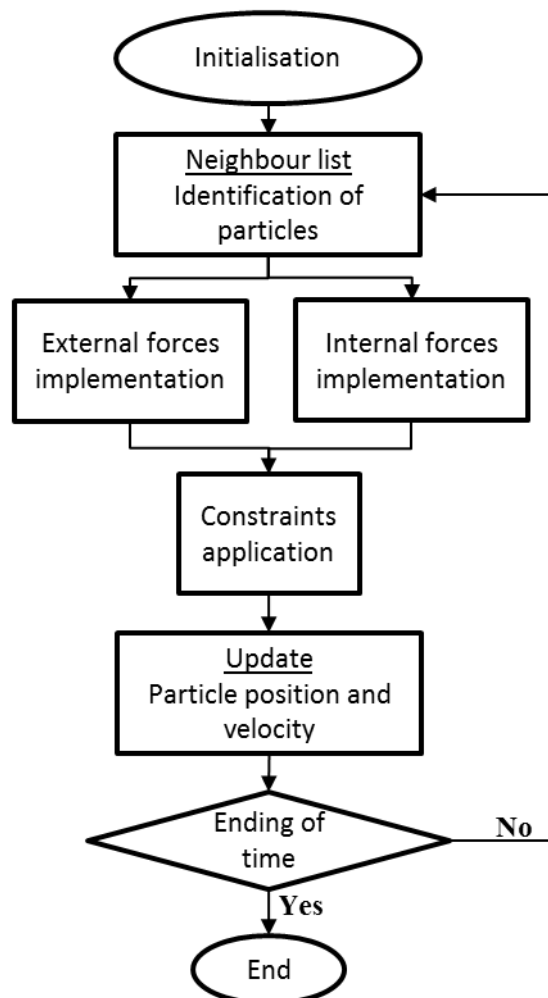 Initialisation
Neighbour list
Identification of
particles
External forces
implementation
Internal forces
implementation
Constraints
application
Update
Particle position and
velocity
Ending of
time
No
Yes
End